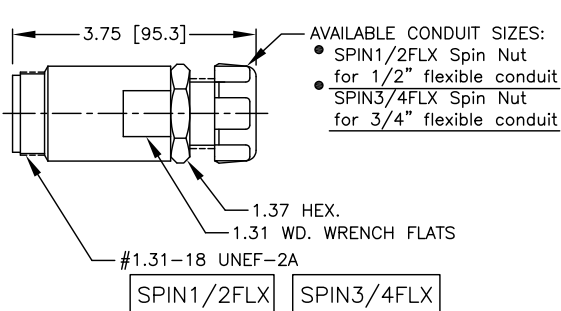 3.75 [95.3]
AVAILABLE CONDUIT SIZES:
SPIN1/2FLX Spin Nut
for 1/2" flexible conduit
SPIN3/4FLX Spin Nut
for 3/4" flexible conduit
1.37 HEX.
1.31 WD. WRENCH FLATS
#1.31-18 UNEF-2A
SPIN1/2FLX
SPIN3/4FLX